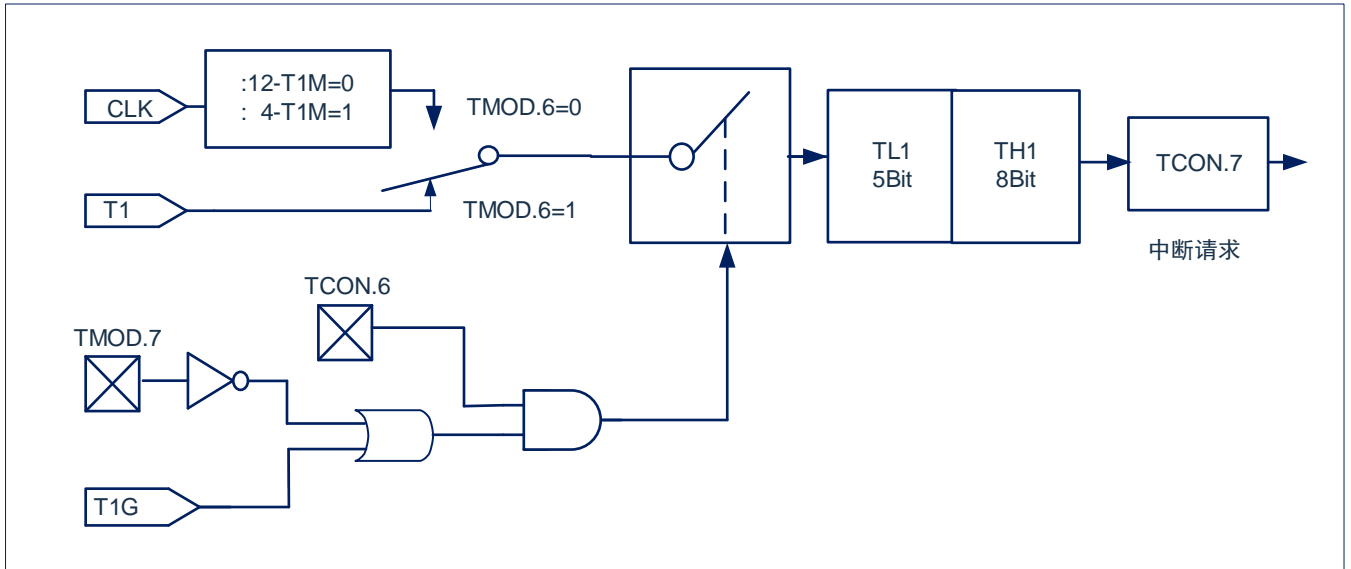 :12-T1M=0
: 4-T1M=1
CLK
TMOD.6=0
T1
TMOD.6=1
TL1
5Bit
TH1
8Bit
TCON.7
中断请求
TCON.6
TMOD.7
T1G